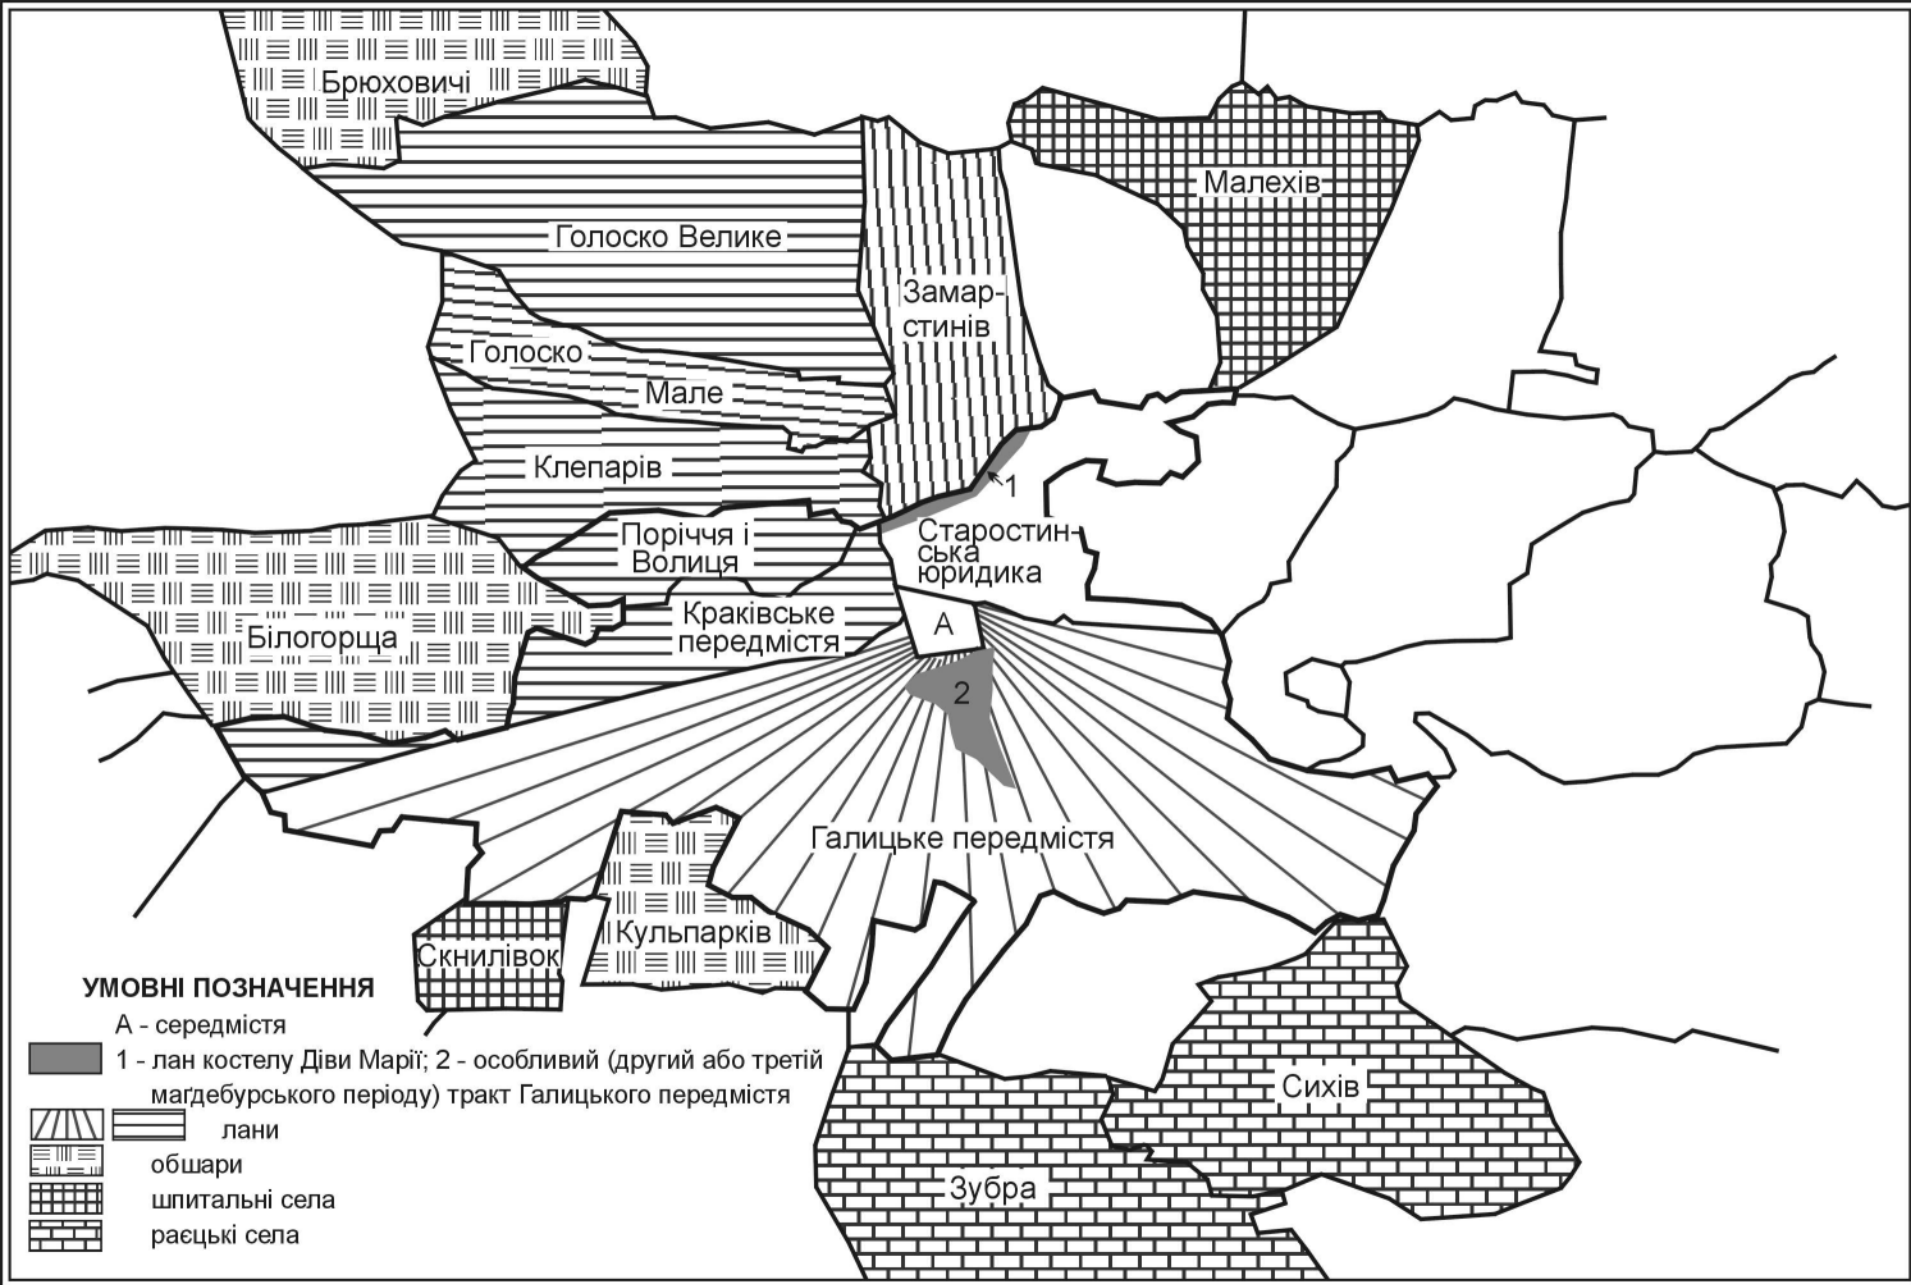 Брюховичі
Малехів
Голоско Велике
Замар-
стинів
Голоско
Мале
Клепарів
1
Поріччя і
Волиця
Старостин-
ська
юридика
Краківське
передмістя
А
Білогорща
2
Галицьке передмістя
Кульпарків
Скнилівок
Сихів
Зубра
УМОВНІ ПОЗНАЧЕННЯ
А - середмістя
1 - лан костелу Діви Марії; 2 - особливий (другий або третій
маґдебурського періоду) тракт Галицького передмістя
лани
обшари
шпитальні села
раєцькі села